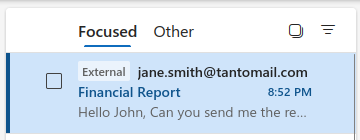 Focused Other
External jane.smith@tantomail.com
Financial Report 8:52 PM
Hello John, Can you send me the re...